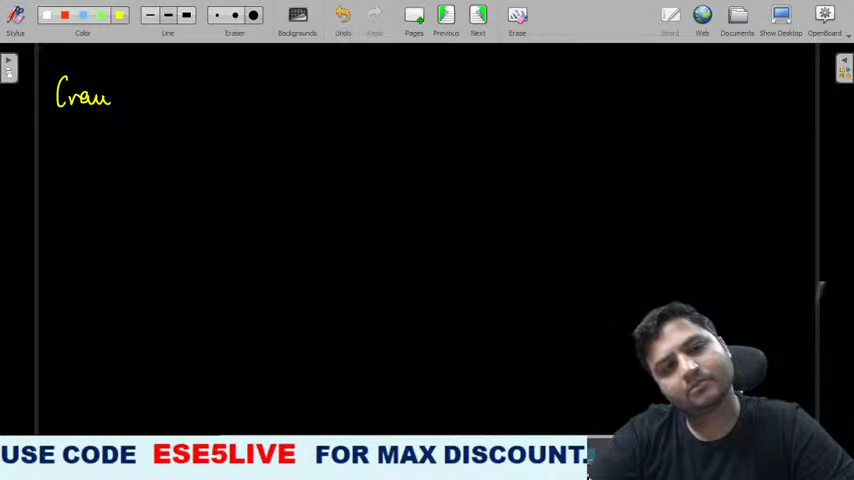 Stylus Color Line Eraser Backgrounds Undo Redo Pages Previous Next Erase Board Web Documents Show Desktop OpenBoard
Crau
USE CODE ESE5LIVE FOR MAX DISCOUNT.